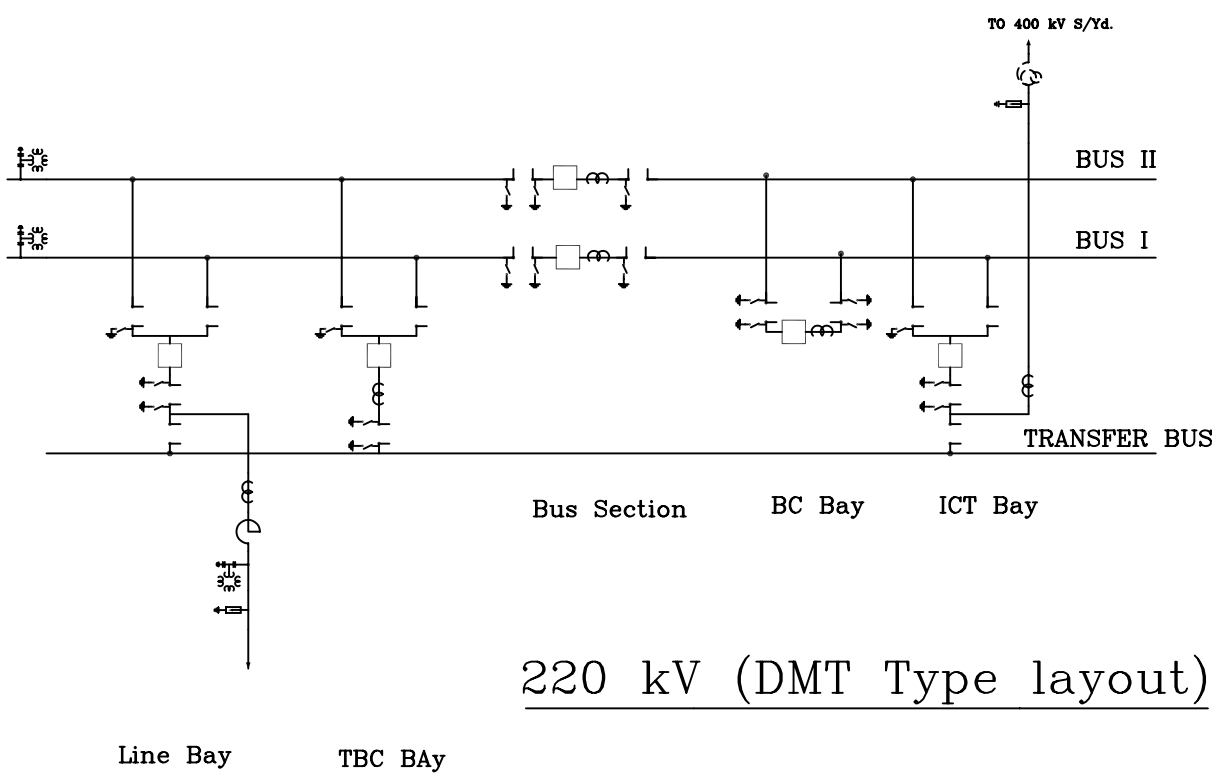 TO 400 kV S/Yd.
BUS II
BUS I
TRANSFER BUS
Bus Section
BC Bay
ICT Bay
220 kV (DMT Type layout)
Line Bay
TBC BAy